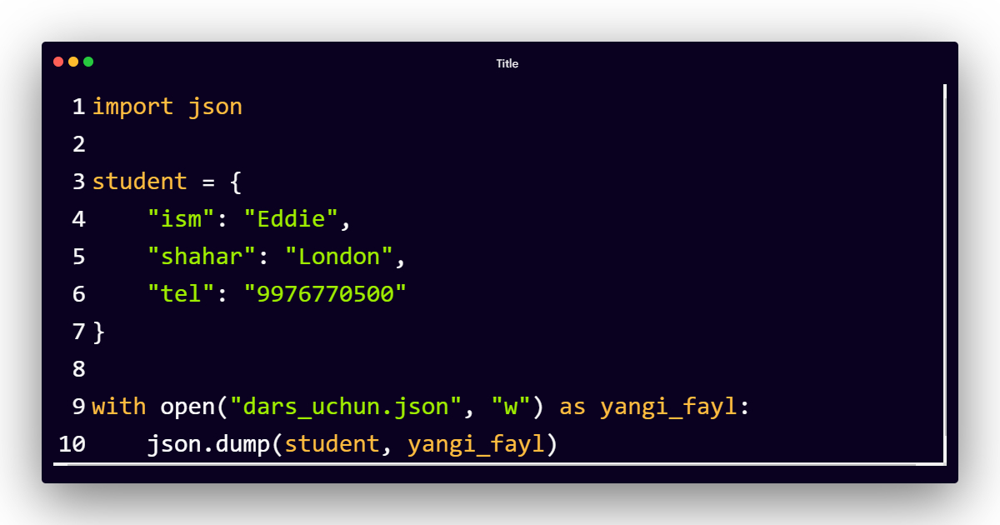 Title
1 import json
2
3 student = {
4     "ism": "Eddie",
5     "shahar": "London",
6     "tel": "9976770500"
7 }
8
9 with open("dars_uchun.json", "w") as yangi_fayl:
10     json.dump(student, yangi_fayl)